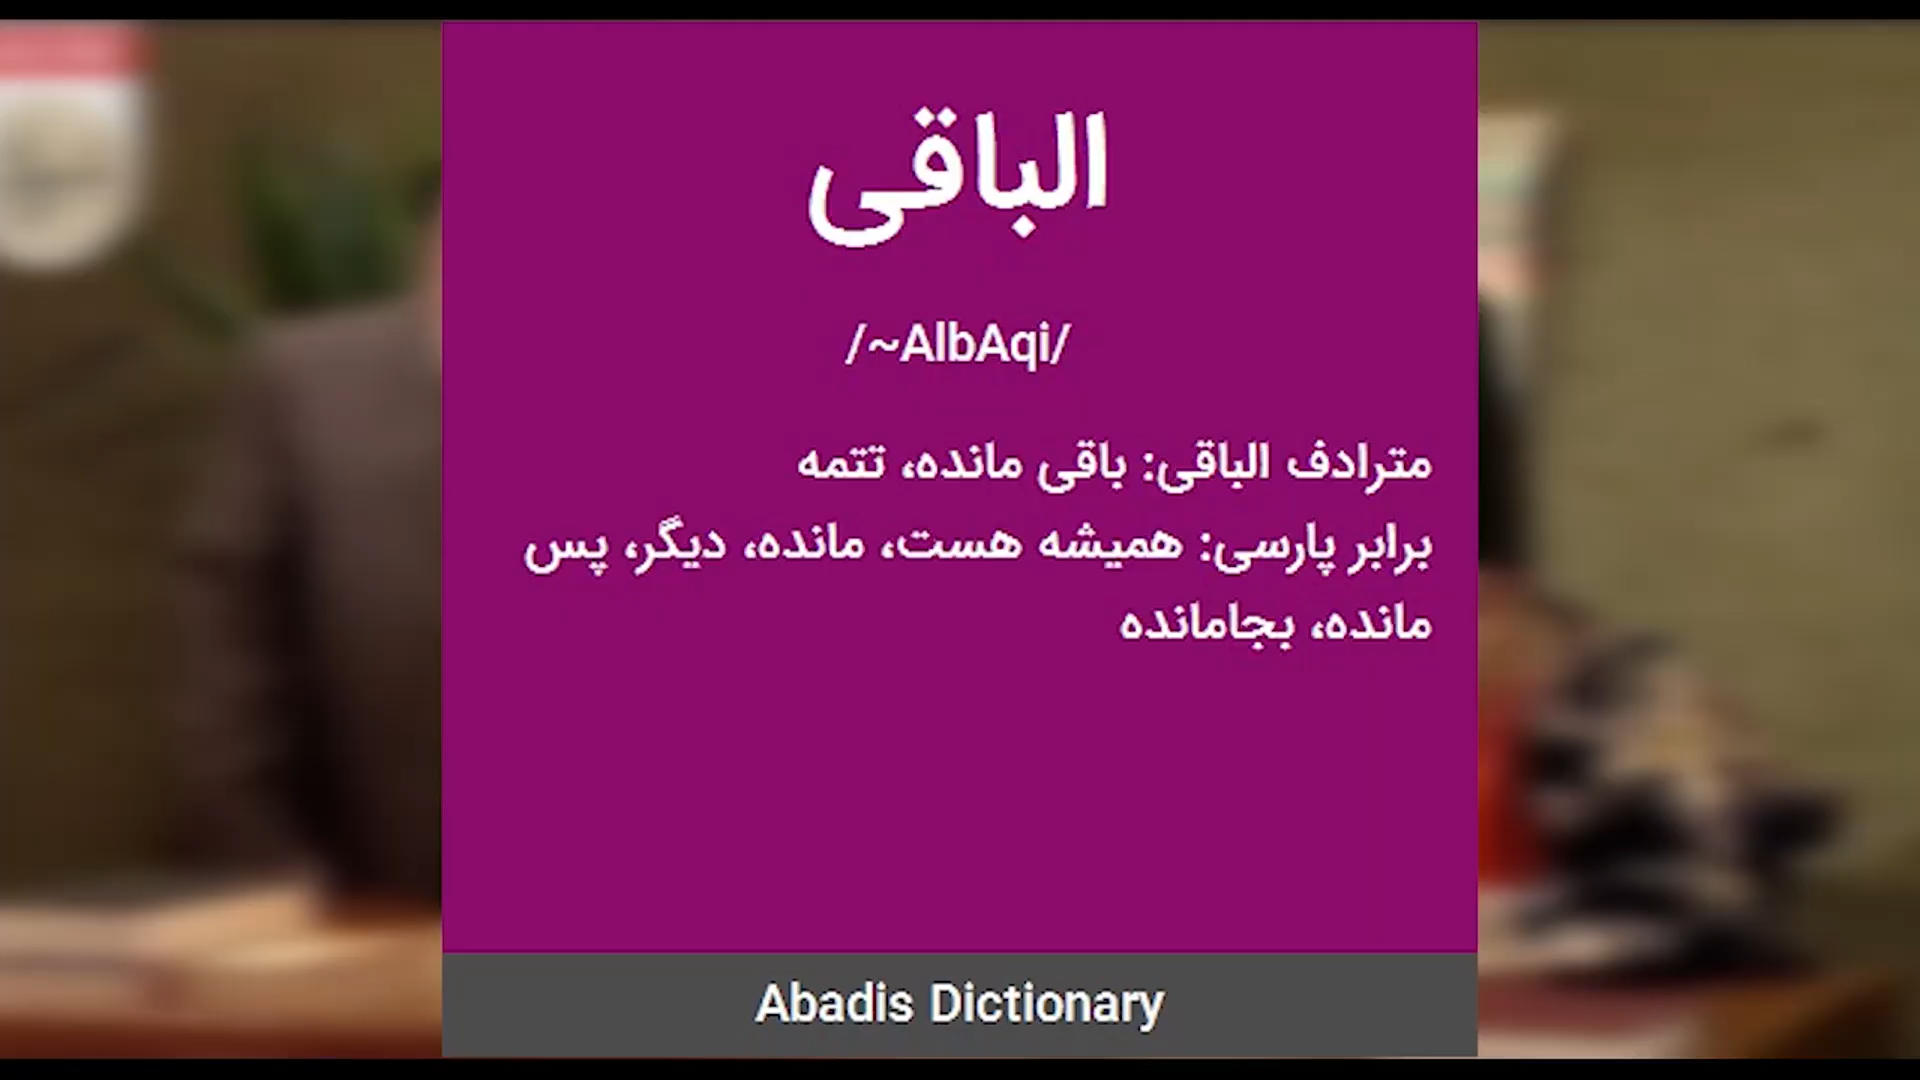 الباقی
/~AlbAqi/
مترادف الباقی: باقی مانده، تتمه
برابر پارسی: همیشه هست، مانده، دیگر، پس
مانده، بجامانده
Abadis Dictionary